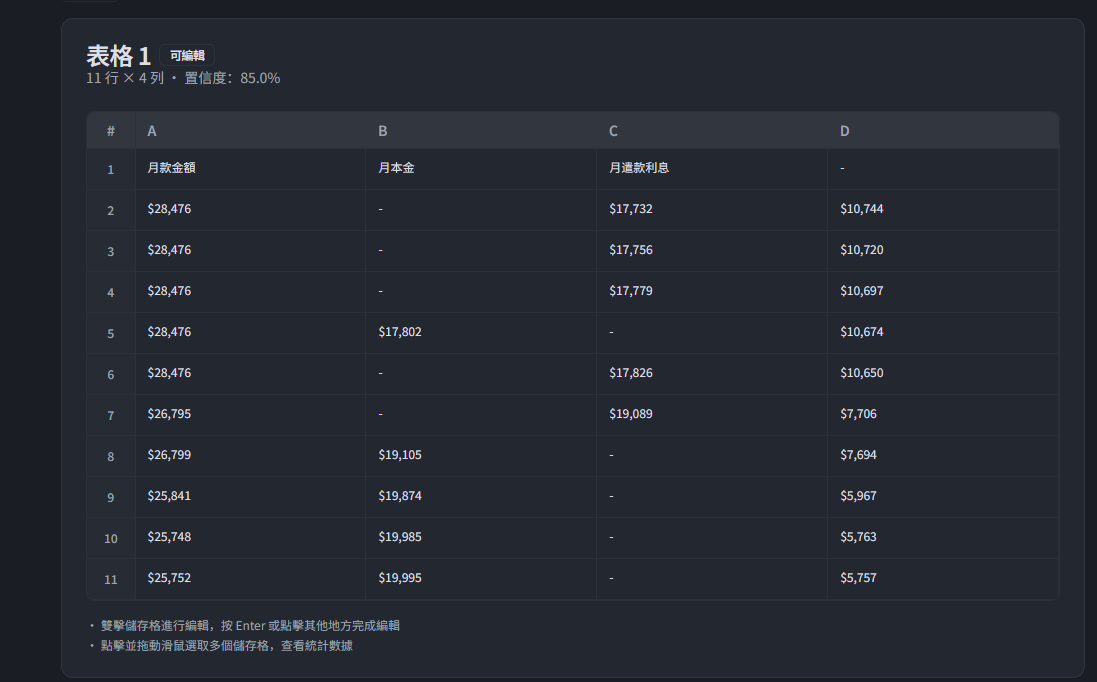 表格 1 可編輯
11 行 × 4 列 • 置信度：85.0%
# A B C D
1 月款金額 月本金 月遣款利息 -
2 $28,476 - $17,732 $10,744
3 $28,476 - $17,756 $10,720
4 $28,476 - $17,779 $10,697
5 $28,476 $17,802 - $10,674
6 $28,476 - $17,826 $10,650
7 $26,795 - $19,089 $7,706
8 $26,799 $19,105 - $7,694
9 $25,841 $19,874 - $5,967
10 $25,748 $19,985 - $5,763
11 $25,752 $19,995 - $5,757
• 雙擊儲存格進行編輯，按 Enter 或點擊其他地方完成編輯
• 點擊並拖動滑鼠選取多個儲存格，查看統計數據